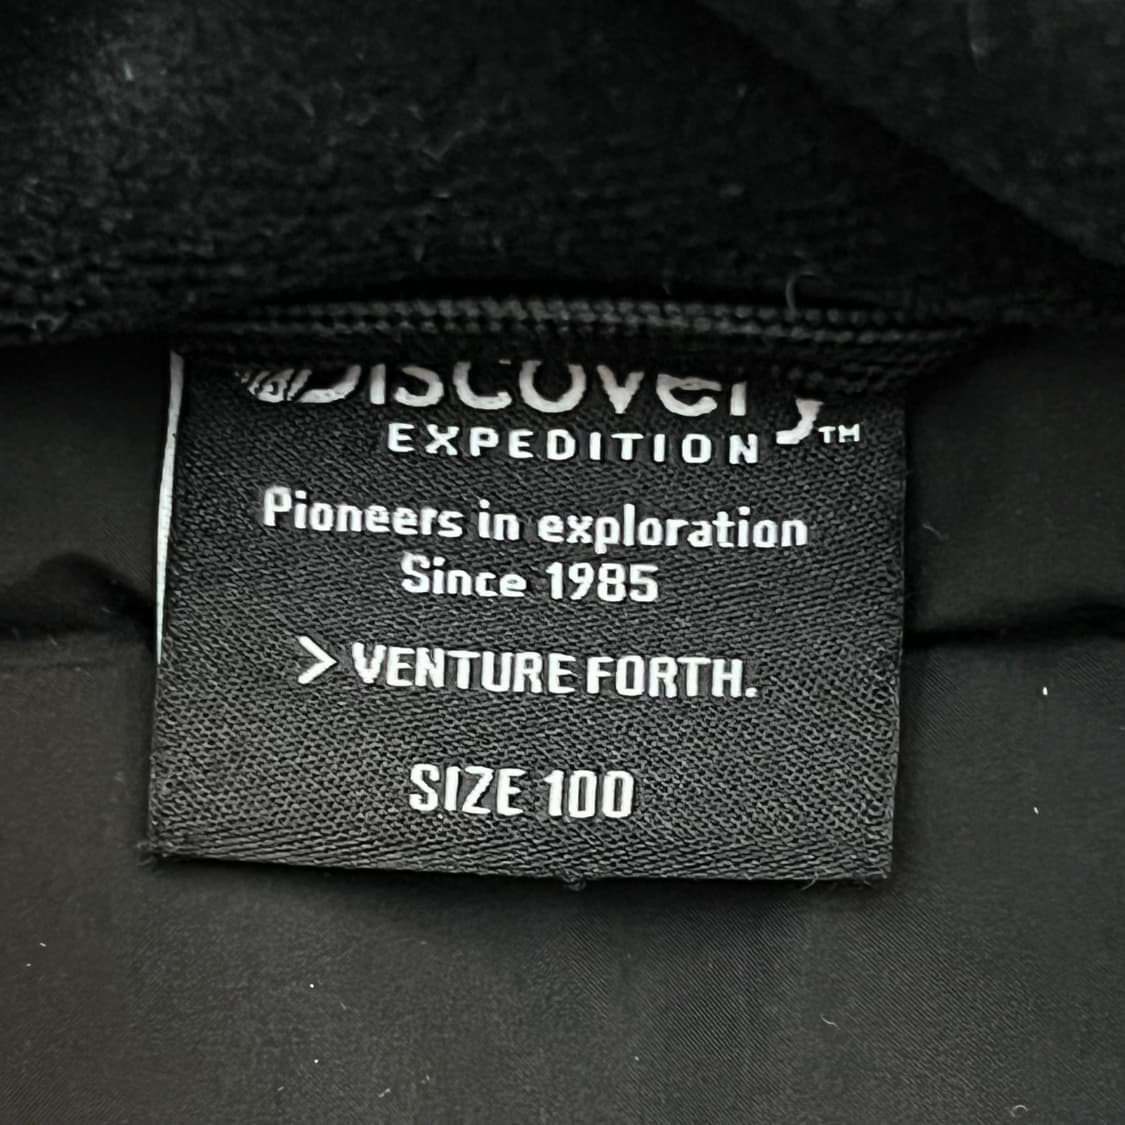 Discovery
EXPEDITION™
Pioneers in exploration
Since 1985
> VENTURE FORTH.
SIZE 100